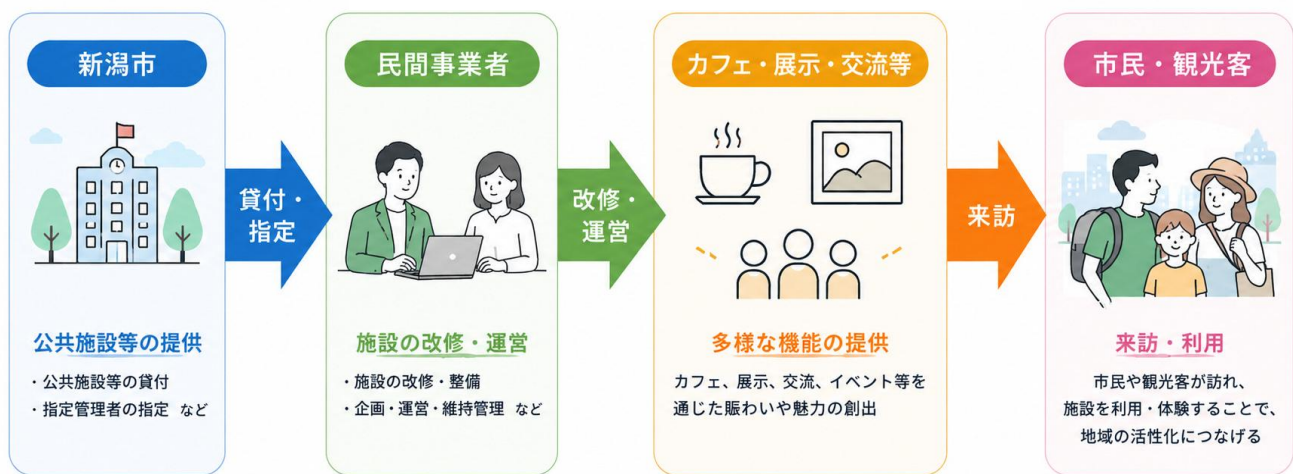 新潟市
公共施設等の提供
・公共施設等の貸付
・指定管理者の指定 など
貸付・
指定
民間事業者
施設の改修・運営
・施設の改修・整備
・企画・運営・維持管理 など
改修・
運営
カフェ・展示・交流等
多様な機能の提供
カフェ、展示、交流、イベント等を
通じた賑わいや魅力の創出
来訪
市民・観光客
来訪・利用
市民や観光客が訪れ、
施設を利用・体験することで、
地域の活性化につなげる